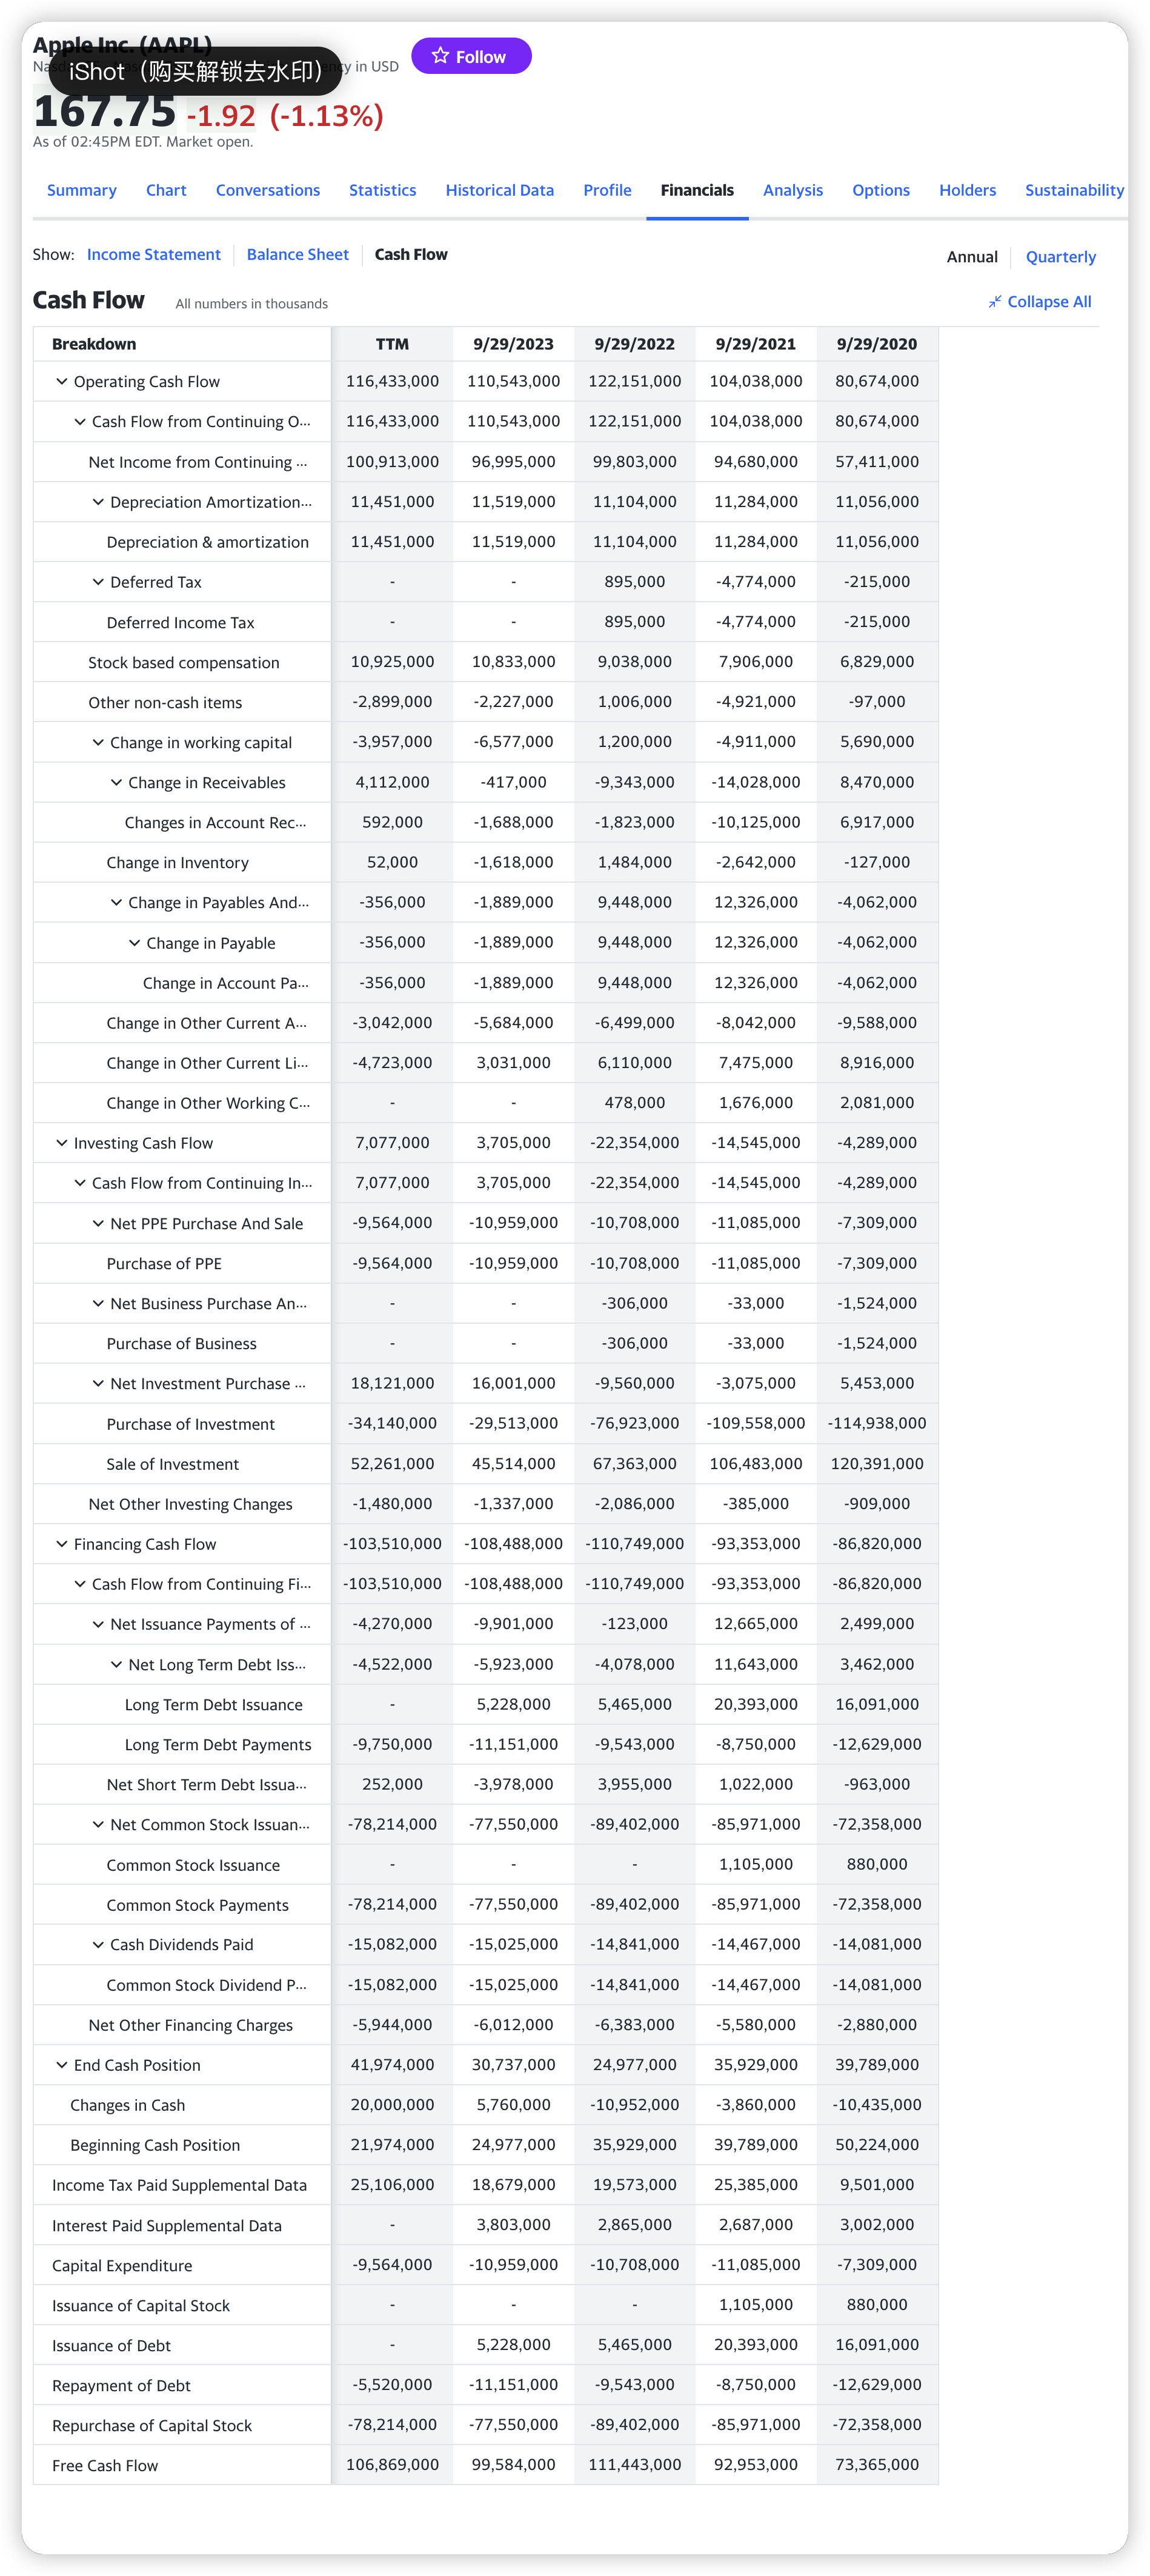 Apple Inc. (AAPL)
iShot（购买解锁去水印）
ency in USD
Follow
167.75 -1.92 (-1.13%)
As of 02:45PM EDT. Market open.
Summary Chart Conversations Statistics Historical Data Profile Financials Analysis Options Holders Sustainability
Show: Income Statement Balance Sheet Cash Flow Annual Quarterly
Cash Flow All numbers in thousands Collapse All
Breakdown TTM 9/29/2023 9/29/2022 9/29/2021 9/29/2020
Operating Cash Flow 116,433,000 110,543,000 122,151,000 104,038,000 80,674,000
Cash Flow from Continuing O... 116,433,000 110,543,000 122,151,000 104,038,000 80,674,000
Net Income from Continuing ... 100,913,000 96,995,000 99,803,000 94,680,000 57,411,000
Depreciation Amortization... 11,451,000 11,519,000 11,104,000 11,284,000 11,056,000
Depreciation & amortization 11,451,000 11,519,000 11,104,000 11,284,000 11,056,000
Deferred Tax - - 895,000 -4,774,000 -215,000
Deferred Income Tax - - 895,000 -4,774,000 -215,000
Stock based compensation 10,925,000 10,833,000 9,038,000 7,906,000 6,829,000
Other non-cash items -2,899,000 -2,227,000 1,006,000 -4,921,000 -97,000
Change in working capital -3,957,000 -6,577,000 1,200,000 -4,911,000 5,690,000
Change in Receivables 4,112,000 -417,000 -9,343,000 -14,028,000 8,470,000
Changes in Account Rec... 592,000 -1,688,000 -1,823,000 -10,125,000 6,917,000
Change in Inventory 52,000 -1,618,000 1,484,000 -2,642,000 -127,000
Change in Payables And... -356,000 -1,889,000 9,448,000 12,326,000 -4,062,000
Change in Payable -356,000 -1,889,000 9,448,000 12,326,000 -4,062,000
Change in Account Pa... -356,000 -1,889,000 9,448,000 12,326,000 -4,062,000
Change in Other Current A... -3,042,000 -5,684,000 -6,499,000 -8,042,000 -9,588,000
Change in Other Current Li... -4,723,000 3,031,000 6,110,000 7,475,000 8,916,000
Change in Other Working C... - - 478,000 1,676,000 2,081,000
Investing Cash Flow 7,077,000 3,705,000 -22,354,000 -14,545,000 -4,289,000
Cash Flow from Continuing In... 7,077,000 3,705,000 -22,354,000 -14,545,000 -4,289,000
Net PPE Purchase And Sale -9,564,000 -10,959,000 -10,708,000 -11,085,000 -7,309,000
Purchase of PPE -9,564,000 -10,959,000 -10,708,000 -11,085,000 -7,309,000
Net Business Purchase An... - - -306,000 -33,000 -1,524,000
Purchase of Business - - -306,000 -33,000 -1,524,000
Net Investment Purchase ... 18,121,000 16,001,000 -9,560,000 -3,075,000 5,453,000
Purchase of Investment -34,140,000 -29,513,000 -76,923,000 -109,558,000 -114,938,000
Sale of Investment 52,261,000 45,514,000 67,363,000 106,483,000 120,391,000
Net Other Investing Changes -1,480,000 -1,337,000 -2,086,000 -385,000 -909,000
Financing Cash Flow -103,510,000 -108,488,000 -110,749,000 -93,353,000 -86,820,000
Cash Flow from Continuing Fi... -103,510,000 -108,488,000 -110,749,000 -93,353,000 -86,820,000
Net Issuance Payments of ... -4,270,000 -9,901,000 -123,000 12,665,000 2,499,000
Net Long Term Debt Iss... -4,522,000 -5,923,000 -4,078,000 11,643,000 3,462,000
Long Term Debt Issuance - 5,228,000 5,465,000 20,393,000 16,091,000
Long Term Debt Payments -9,750,000 -11,151,000 -9,543,000 -8,750,000 -12,629,000
Net Short Term Debt Issua... 252,000 -3,978,000 3,955,000 1,022,000 -963,000
Net Common Stock Issuan... -78,214,000 -77,550,000 -89,402,000 -85,971,000 -72,358,000
Common Stock Issuance - - - 1,105,000 880,000
Common Stock Payments -78,214,000 -77,550,000 -89,402,000 -85,971,000 -72,358,000
Cash Dividends Paid -15,082,000 -15,025,000 -14,841,000 -14,467,000 -14,081,000
Common Stock Dividend P... -15,082,000 -15,025,000 -14,841,000 -14,467,000 -14,081,000
Net Other Financing Charges -5,944,000 -6,012,000 -6,383,000 -5,580,000 -2,880,000
End Cash Position 41,974,000 30,737,000 24,977,000 35,929,000 39,789,000
Changes in Cash 20,000,000 5,760,000 -10,952,000 -3,860,000 -10,435,000
Beginning Cash Position 21,974,000 24,977,000 35,929,000 39,789,000 50,224,000
Income Tax Paid Supplemental Data 25,106,000 18,679,000 19,573,000 25,385,000 9,501,000
Interest Paid Supplemental Data - 3,803,000 2,865,000 2,687,000 3,002,000
Capital Expenditure -9,564,000 -10,959,000 -10,708,000 -11,085,000 -7,309,000
Issuance of Capital Stock - - - 1,105,000 880,000
Issuance of Debt - 5,228,000 5,465,000 20,393,000 16,091,000
Repayment of Debt -5,520,000 -11,151,000 -9,543,000 -8,750,000 -12,629,000
Repurchase of Capital Stock -78,214,000 -77,550,000 -89,402,000 -85,971,000 -72,358,000
Free Cash Flow 106,869,000 99,584,000 111,443,000 92,953,000 73,365,000